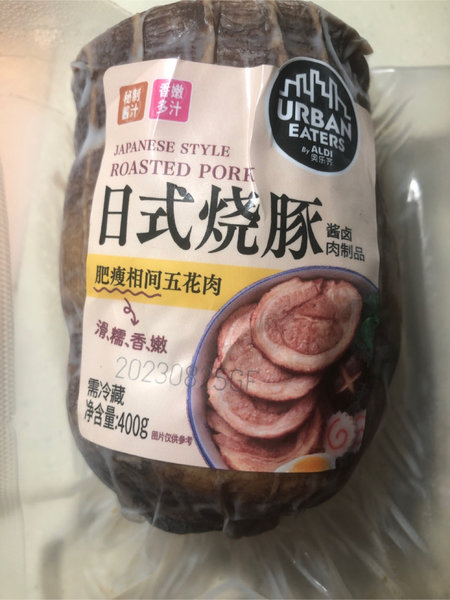 秘制
酱汁
香嫩
多汁
URBAN
EATERS
By ALDI
奥乐齐
JAPANESE STYLE
ROASTED PORK
日式烧豚
酱卤
肉制品
肥瘦相间五花肉
滑、糯、香、嫩
需冷藏
净含量:400g
图片仅供参考